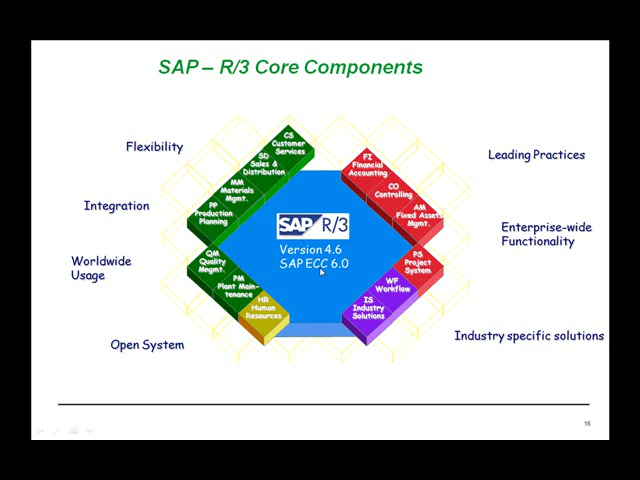 SAP – R/3 Core Components
Flexibility
Integration
Worldwide
Usage
Open System
CS
Customer
Services
SD
Sales &
Distribution
MM
Materials
Mgmt.
PP
Production
Planning
QM
Quality
Mngmt.
PM
Plant Main-
tenance
HR
Human
Resources
SAP R/3
Version 4.6
SAP ECC 6.0
FI
Financial
Accounting
CO
Controlling
AM
Fixed Assets
Mgmt.
PS
Project
System
WF
Workflow
IS
Industry
Solutions
Leading Practices
Enterprise-wide
Functionality
Industry specific solutions
16